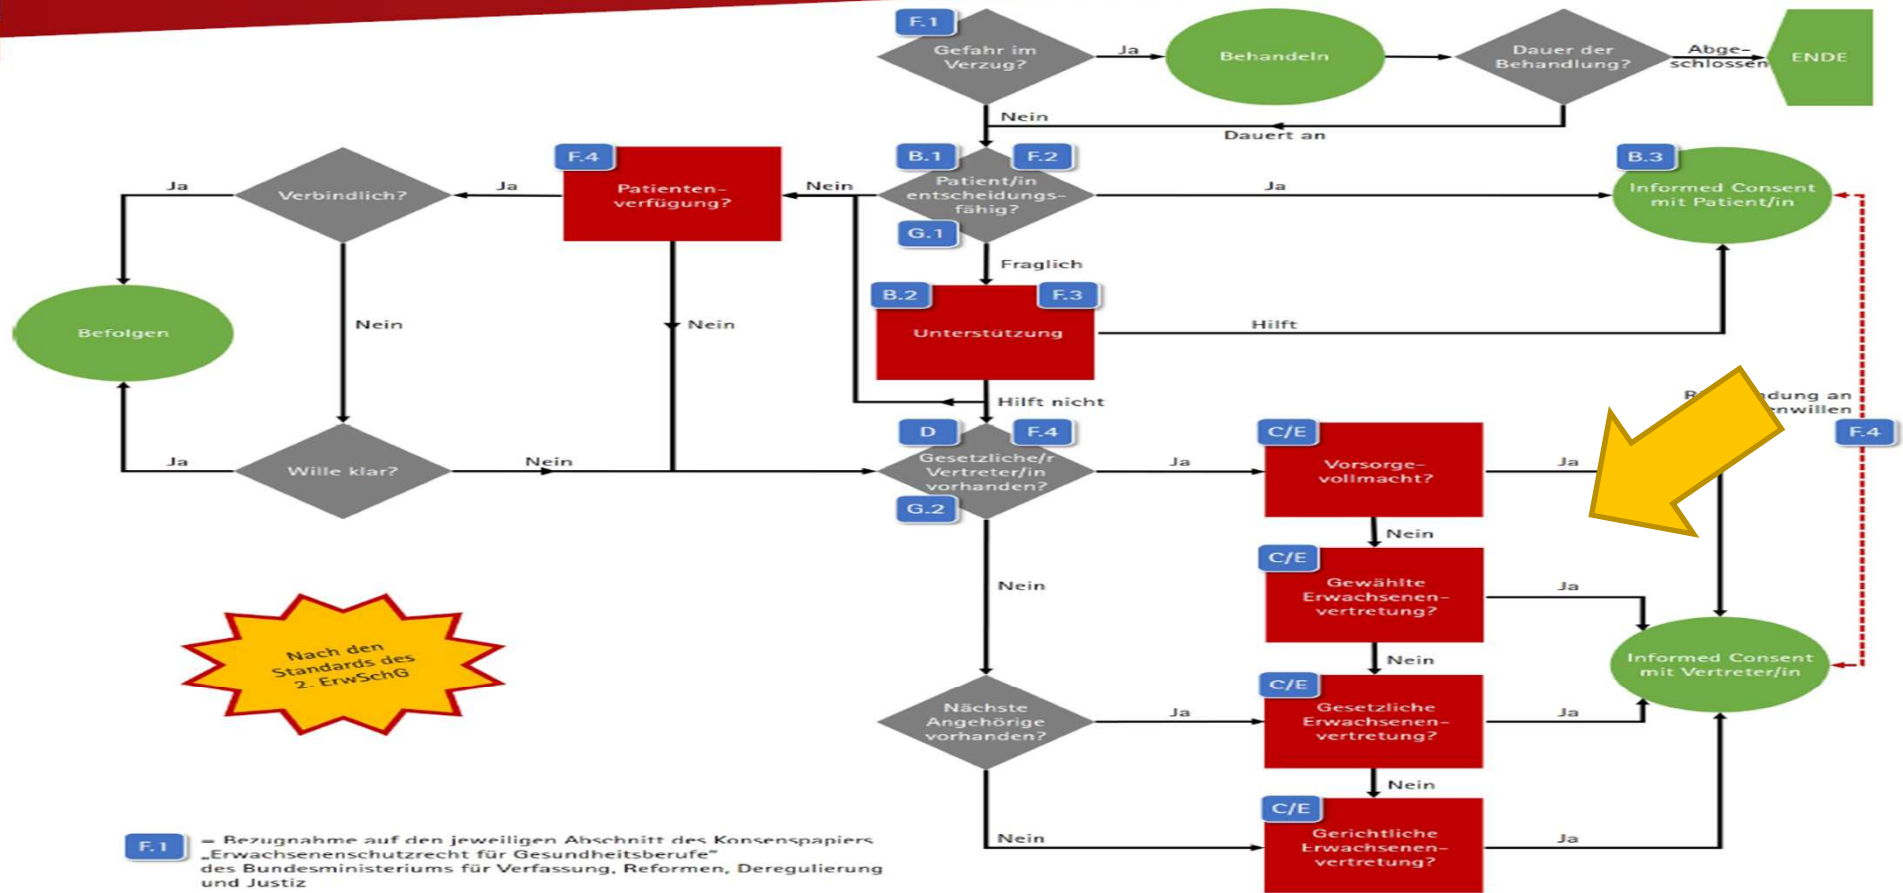 F.1
Gefahr im
Verzug?
Ja
Behandeln
Dauer der
Behandlung?
Abge-
schlossen
ENDE
Nein
Dauert an
Verbindlich?
Ja
Ja
F.4
Patienten-
verfügung?
Nein
B.1
F.2
Patient/in
entscheidungs-
fähig?
G.1
Ja
B.3
Informed Consent
mit Patient/in
Fraglich
Befolgen
Nein
Nein
B.2
F.3
Unterstützung
Hilft
Hilft nicht
dung an
enwillen
F.4
Ja
Wille klar?
Nein
D
F.4
Gesetzliche/r
Vertreter/in
vorhanden?
G.2
Ja
C/E
Vorsorge-
vollmacht?
Ja
Nein
Nein
C/E
Gewählte
Erwachsenen-
vertretung?
Ja
Nein
Nach den
Standards des
2. ErwSchG
Informed Consent
mit Vertreter/in
Nächste
Angehörige
vorhanden?
Ja
C/E
Gesetzliche
Erwachsenen-
vertretung?
Ja
Nein
Nein
C/E
Gerichtliche
Erwachsenen-
vertretung?
Ja
F.1
= Bezugnahme auf den jeweiligen Abschnitt des Konsenspapiers
„Erwachsenenschutzrecht für Gesundheitsberufe“
des Bundesministeriums für Verfassung, Reformen, Deregulierung
und Justiz